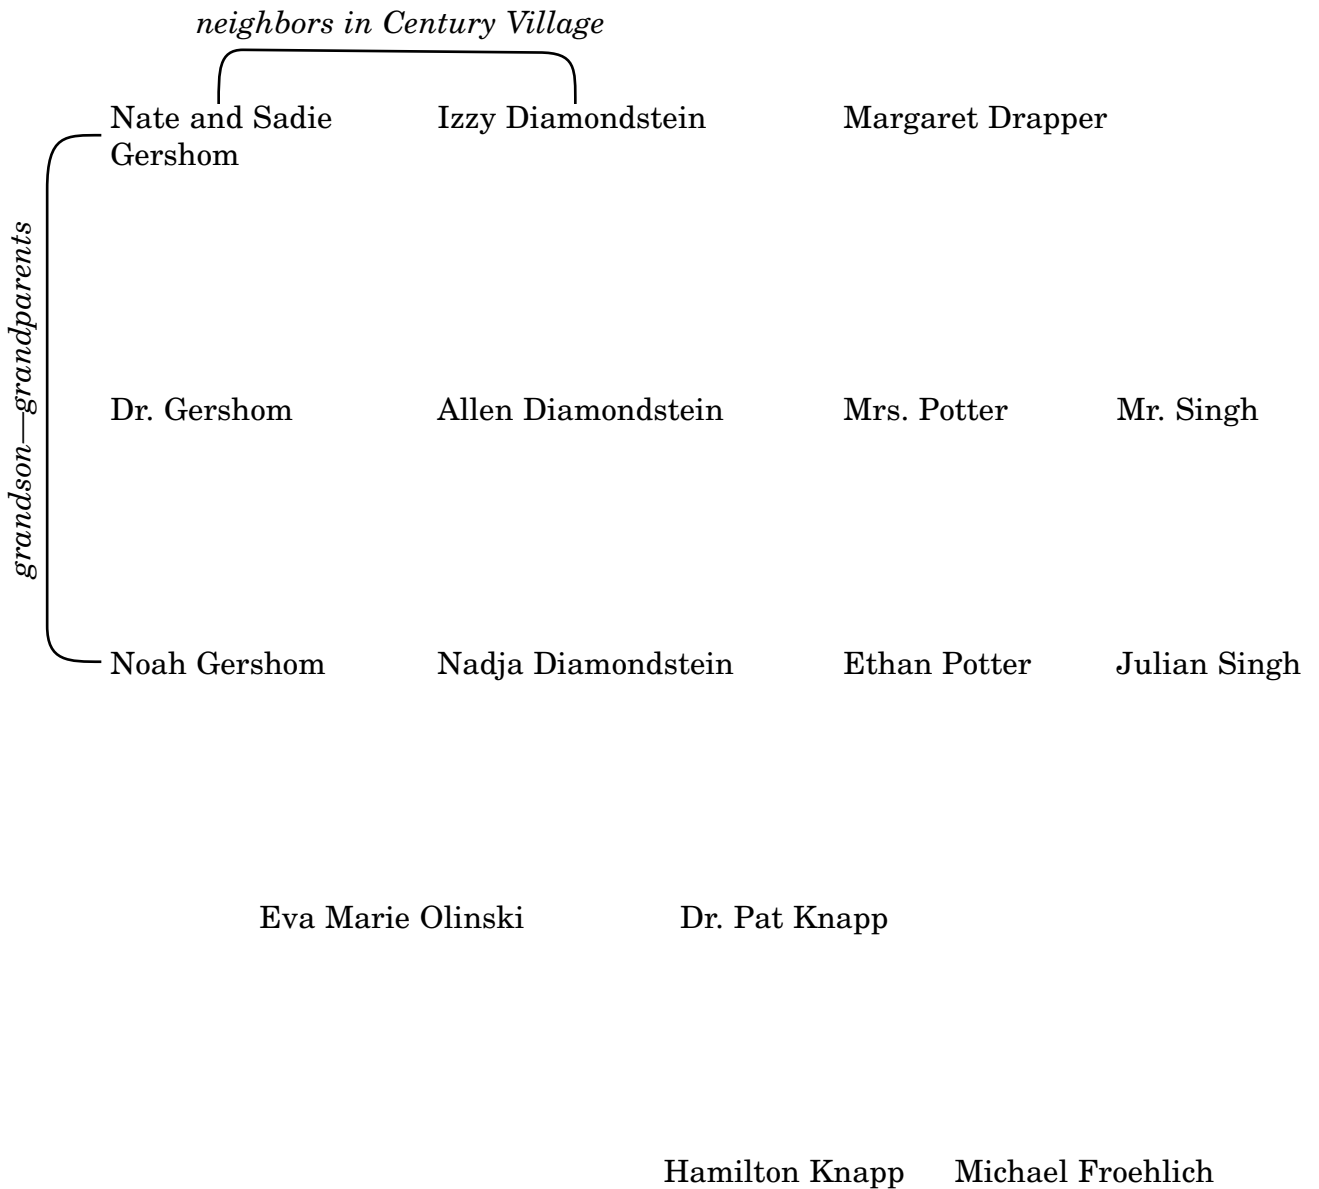 neighbors in Century Village
Nate and Sadie Gershom
Izzy Diamondstein
Margaret Drapper
grandson—grandparents
Dr. Gershom
Allen Diamondstein
Mrs. Potter
Mr. Singh
Noah Gershom
Nadja Diamondstein
Ethan Potter
Julian Singh
Eva Marie Olinski
Dr. Pat Knapp
Hamilton Knapp
Michael Froehlich